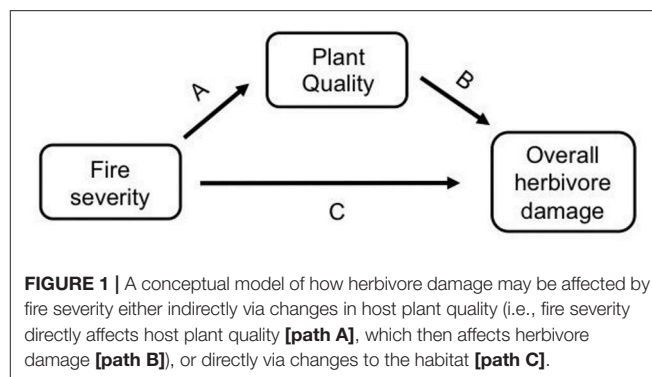 Plant
Quality
A
B
Fire
severity
Overall
herbivore
damage
C
FIGURE 1 | A conceptual model of how herbivore damage may be affected by
fire severity either indirectly via changes in host plant quality (i.e., fire severity
directly affects host plant quality [path A], which then affects herbivore
damage [path B]), or directly via changes to the habitat [path C].